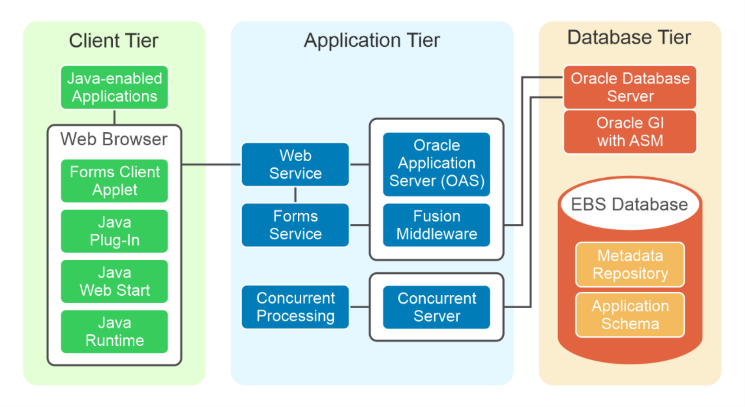 Client Tier
Java-enabled
Applications
Web Browser
Forms Client
Applet
Java
Plug-In
Java
Web Start
Java
Runtime
Application Tier
Web
Service
Oracle
Application
Server (OAS)
Forms
Service
Fusion
Middleware
Concurrent
Processing
Concurrent
Server
Database Tier
Oracle Database
Server
Oracle GI
with ASM
EBS Database
Metadata
Repository
Application
Schema